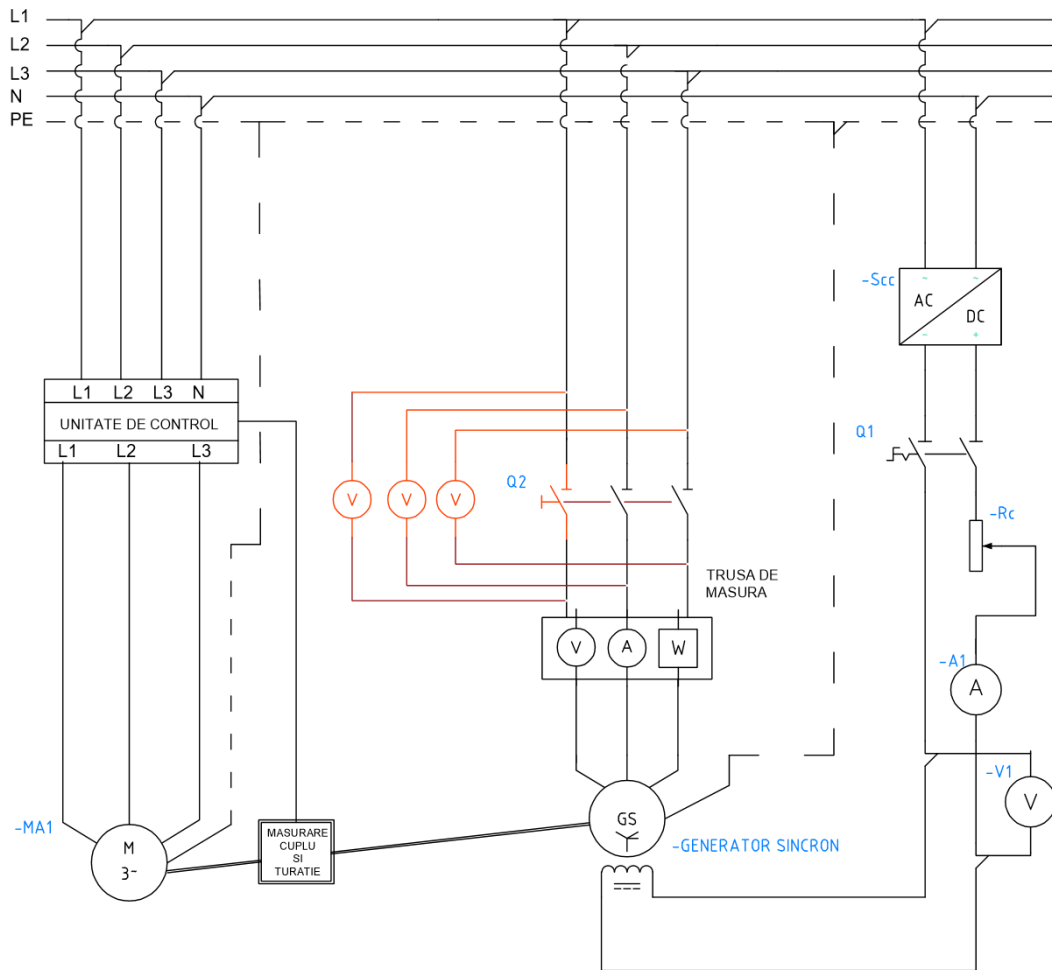 L1
L2
L3
N
PE
-Scc
~ ~
AC
DC
- +
L1 L2 L3 N
UNITATE DE CONTROL
L1 L2 L3
Q1
Q2
V V V
-Rc
TRUSA DE
MASURA
V A W
-A1
A
-V1
V
-MA1
M
3~
MASURARE
CUPLU
SI
TURATIE
GS
-GENERATOR SINCRON